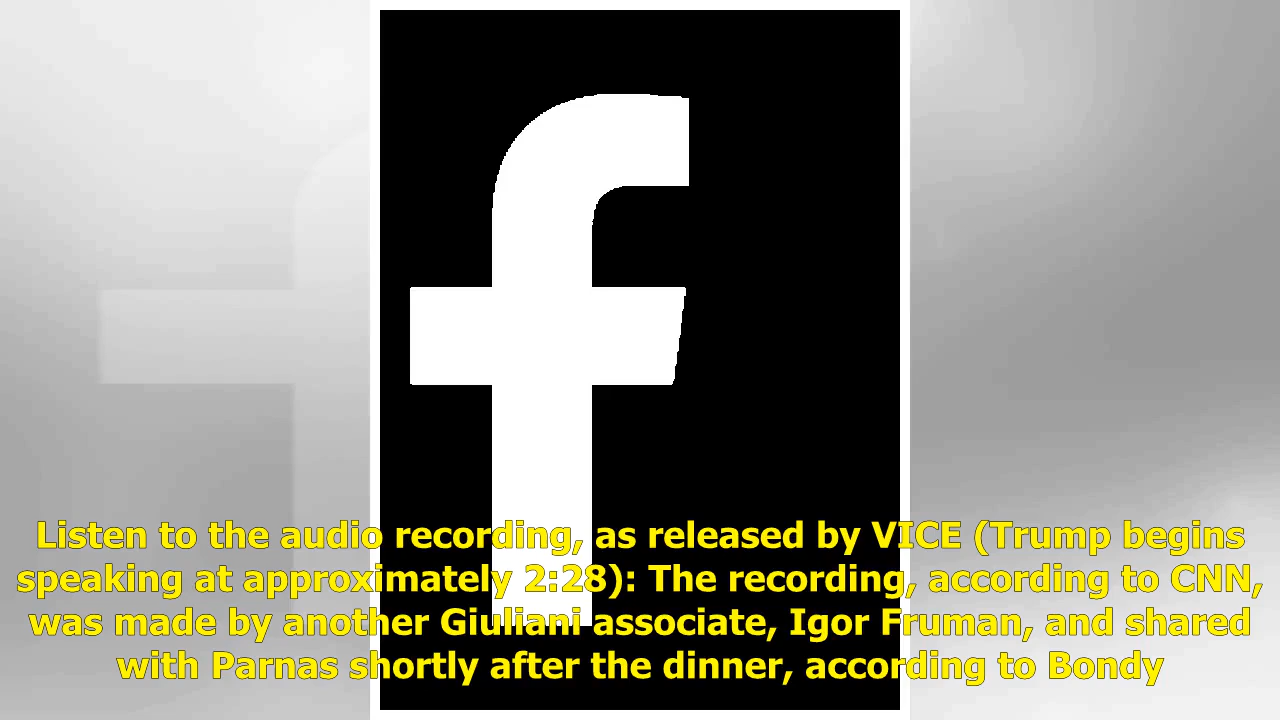 Listen to the audio recording, as released by VICE (Trump begins
speaking at approximately 2:28): The recording, according to CNN,
was made by another Giuliani associate, Igor Fruman, and shared
with Parnas shortly after the dinner, according to Bondy